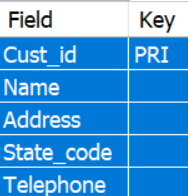 Field Key
Cust_id PRI
Name
Address
State_code
Telephone